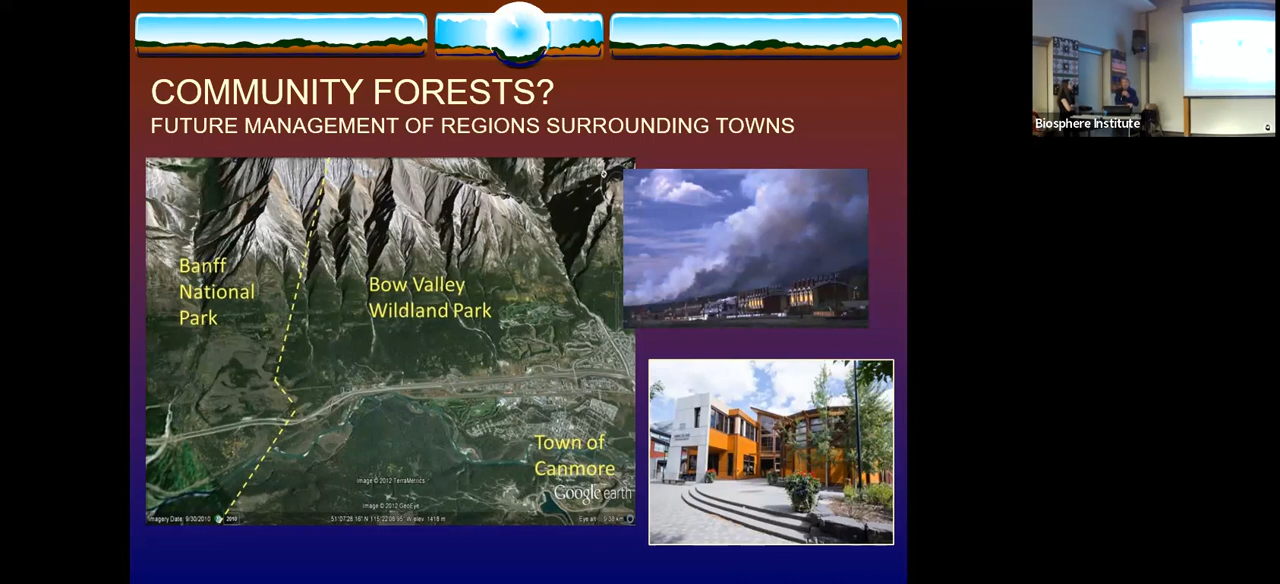 COMMUNITY FORESTS?
FUTURE MANAGEMENT OF REGIONS SURROUNDING TOWNS
Banff
National
Park
Bow Valley
Wildland Park
Town of
Canmore
Image © 2012 TerraMetrics
Image © 2012 GeoEye
Google earth
Imagery Date: 9/30/2010
2010
Biosphere Institute